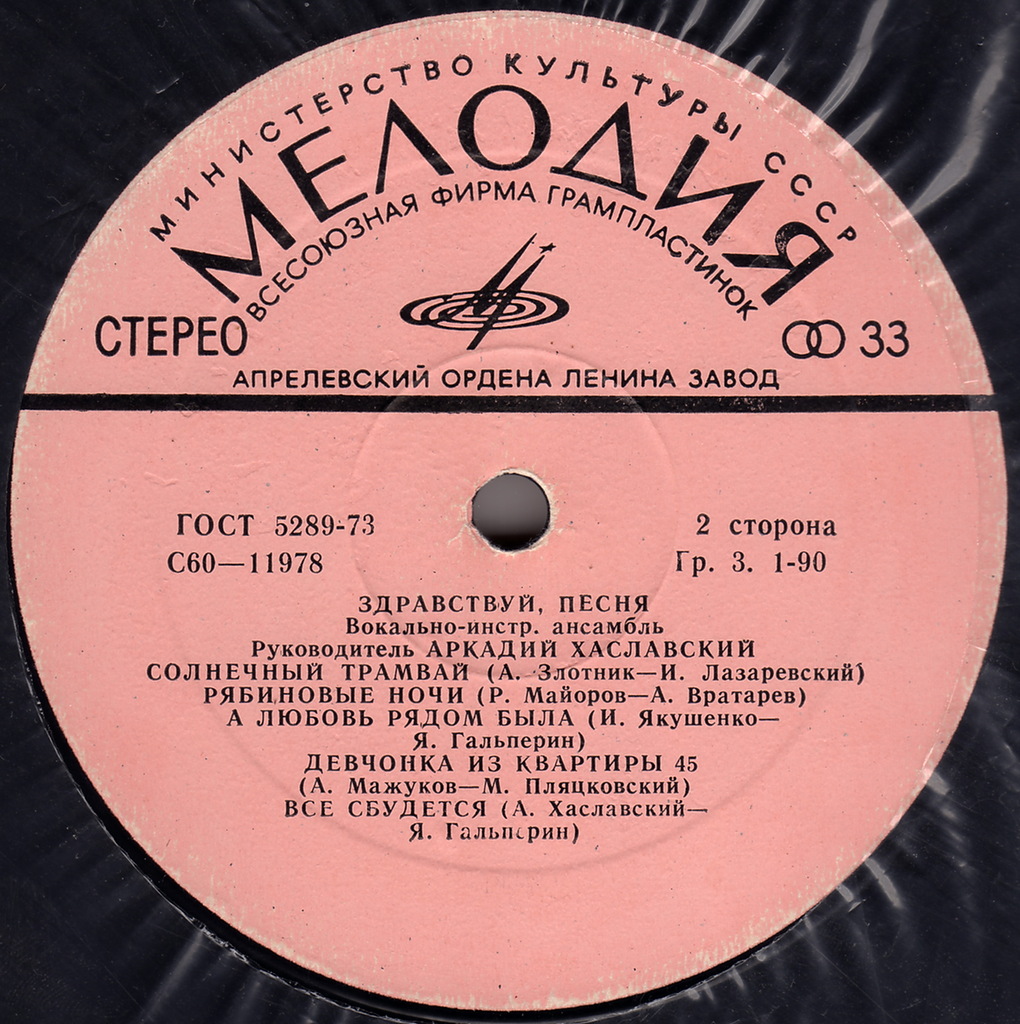 МИНИСТЕРСТВО КУЛЬТУРЫ СССР
МЕЛОДИЯ
ВСЕСОЮЗНАЯ ФИРМА ГРАМПЛАСТИНОК
СТЕРЕО
33
АПРЕЛЕВСКИЙ ОРДЕНА ЛЕНИНА ЗАВОД
ГОСТ 5289-73
2 сторона
С60—11978
Гр. 3. 1-90
ЗДРАВСТВУЙ, ПЕСНЯ
Вокально-инстр. ансамбль
Руководитель АРКАДИЙ ХАСЛАВСКИЙ
СОЛНЕЧНЫЙ ТРАМВАЙ (А. Злотник—И. Лазаревский)
РЯБИНОВЫЕ НОЧИ (Р. Майоров—А. Вратарев)
А ЛЮБОВЬ РЯДОМ БЫЛА (И. Якушенко—
Я. Гальперин)
ДЕВЧОНКА ИЗ КВАРТИРЫ 45
(А. Мажуков—М. Пляцковский)
ВСЕ СБУДЕТСЯ (А. Хаславский—
Я. Гальперин)